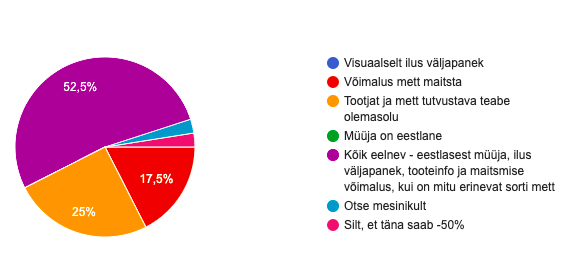 52,5%
17,5%
25%
Visuaalselt ilus väljapanek
Võimalus mett maitsta
Tootjat ja mett tutvustava teabe
olemasolu
Müüja on eestlane
Kõik eelnev - eestlasest müüja, ilus
väljapanek, tooteinfo ja maitsmise
võimalus, kui on mitu erinevat sorti mett
Otse mesinikult
Silt, et täna saab -50%